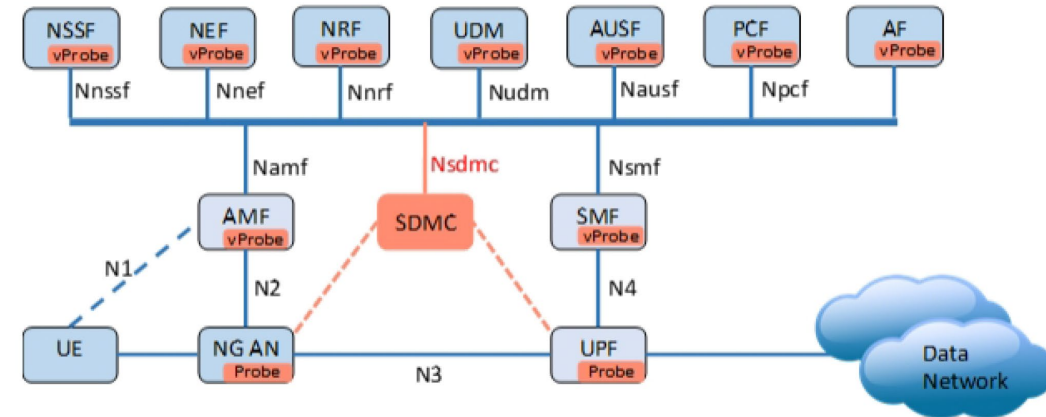 NSSF
vProbe
NEF
vProbe
NRF
vProbe
UDM
vProbe
AUSF
vProbe
PCF
vProbe
AF
vProbe
Nnssf
Nnef
Nnrf
Nudm
Nausf
Npcf
Namf
Nsdmc
Nsmf
AMF
vProbe
SDMC
SMF
vProbe
N1
N2
N4
UE
NG AN
Probe
N3
UPF
Probe
Data
Network